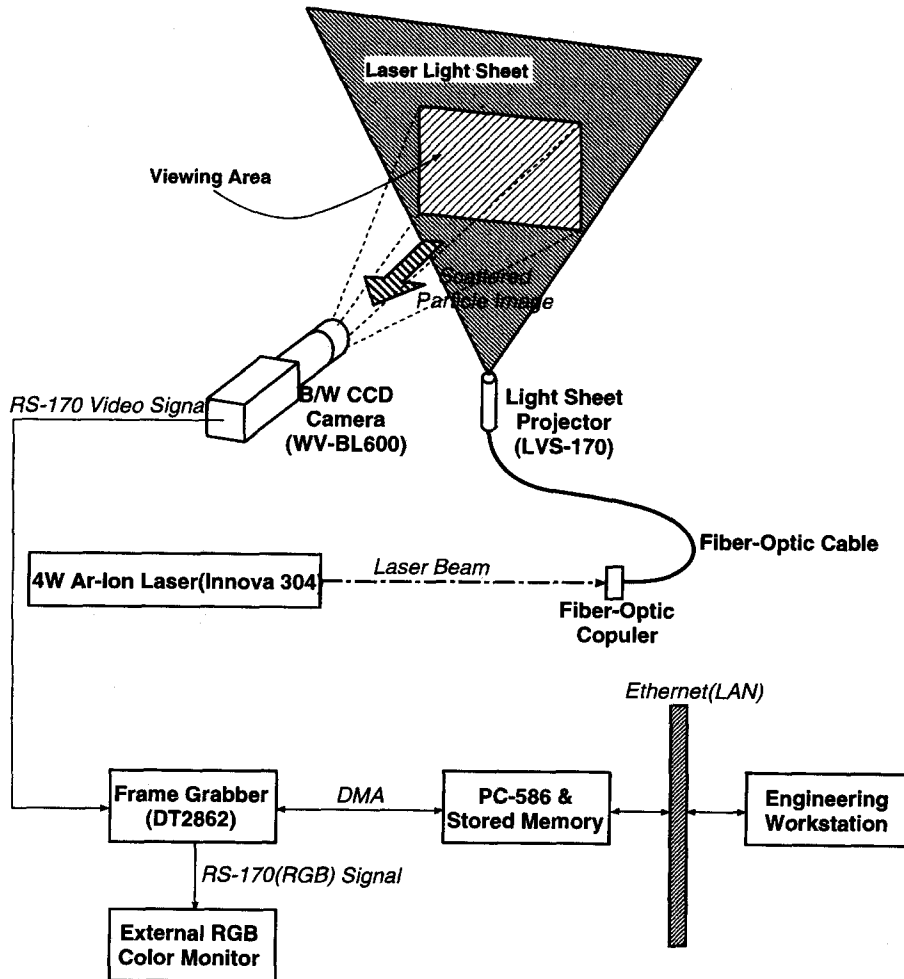 Laser Light Sheet
Viewing Area
Scattered
Particle Image
RS-170 Video Signal
B/W CCD
Camera
(WV-BL600)
Light Sheet
Projector
(LVS-170)
Fiber-Optic Cable
4W Ar-Ion Laser(Innova 304)
Laser Beam
Fiber-Optic
Copuler
Ethernet(LAN)
Frame Grabber
(DT2862)
DMA
PC-586 &
Stored Memory
Engineering
Workstation
RS-170(RGB) Signal
External RGB
Color Monitor